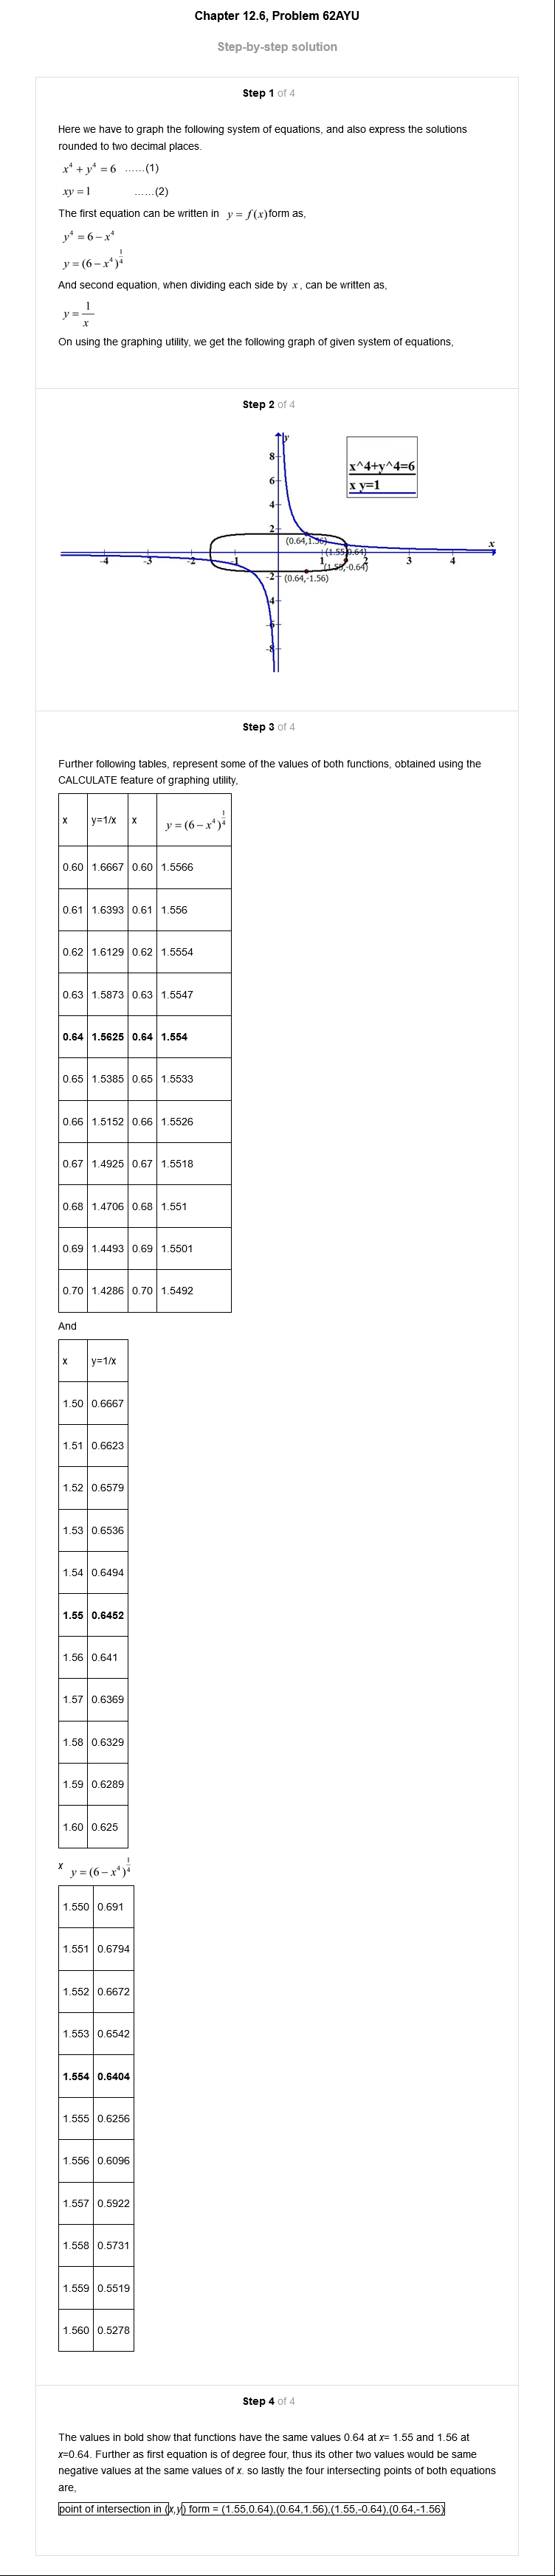 Chapter 12.6, Problem 62AYU
Step-by-step solution
Step 1 of 4
Here we have to graph the following system of equations, and also express the solutions
rounded to two decimal places.
x⁴ + y⁴ = 6 ......(1)
xy = 1 ......(2)
The first equation can be written in y = f(x) form as,
y⁴ = 6 − x⁴
y = (6 − x⁴)^(1/4)
And second equation, when dividing each side by x, can be written as,
y = 1/x
On using the graphing utility, we get the following graph of given system of equations,
Step 2 of 4
y
x^4+y^4=6
x y=1
8
6
4
2
x
(0.64,1.56)
(1.55,0.64)
-4 -3 -2 -1 1 2 3 4
(1.55,-0.64)
-2
(0.64,-1.56)
-4
-6
-8
Step 3 of 4
Further following tables, represent some of the values of both functions, obtained using the
CALCULATE feature of graphing utility,
x y=1/x x y = (6 − x⁴)^(1/4)
0.60 1.6667 0.60 1.5566
0.61 1.6393 0.61 1.556
0.62 1.6129 0.62 1.5554
0.63 1.5873 0.63 1.5547
0.64 1.5625 0.64 1.554
0.65 1.5385 0.65 1.5533
0.66 1.5152 0.66 1.5526
0.67 1.4925 0.67 1.5518
0.68 1.4706 0.68 1.551
0.69 1.4493 0.69 1.5501
0.70 1.4286 0.70 1.5492
And
x y=1/x
1.50 0.6667
1.51 0.6623
1.52 0.6579
1.53 0.6536
1.54 0.6494
1.55 0.6452
1.56 0.641
1.57 0.6369
1.58 0.6329
1.59 0.6289
1.60 0.625
x y = (6 − x⁴)^(1/4)
1.550 0.691
1.551 0.6794
1.552 0.6672
1.553 0.6542
1.554 0.6404
1.555 0.6256
1.556 0.6096
1.557 0.5922
1.558 0.5731
1.559 0.5519
1.560 0.5278
Step 4 of 4
The values in bold show that functions have the same values 0.64 at x= 1.55 and 1.56 at
x=0.64. Further as first equation is of degree four, thus its other two values would be same
negative values at the same values of x. so lastly the four intersecting points of both equations
are,
point of intersection in (x,y) form = (1.55,0.64),(0.64,1.56),(1.55,-0.64),(0.64,-1.56)